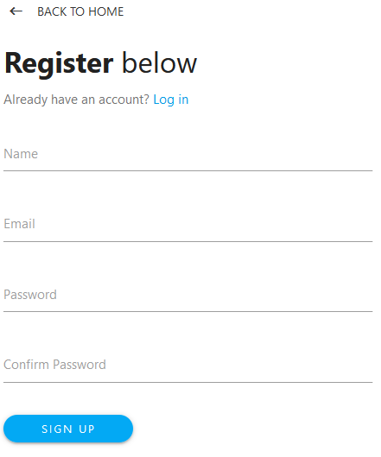 ← BACK TO HOME
Register below
Already have an account? Log in
Name
Email
Password
Confirm Password
SIGN UP